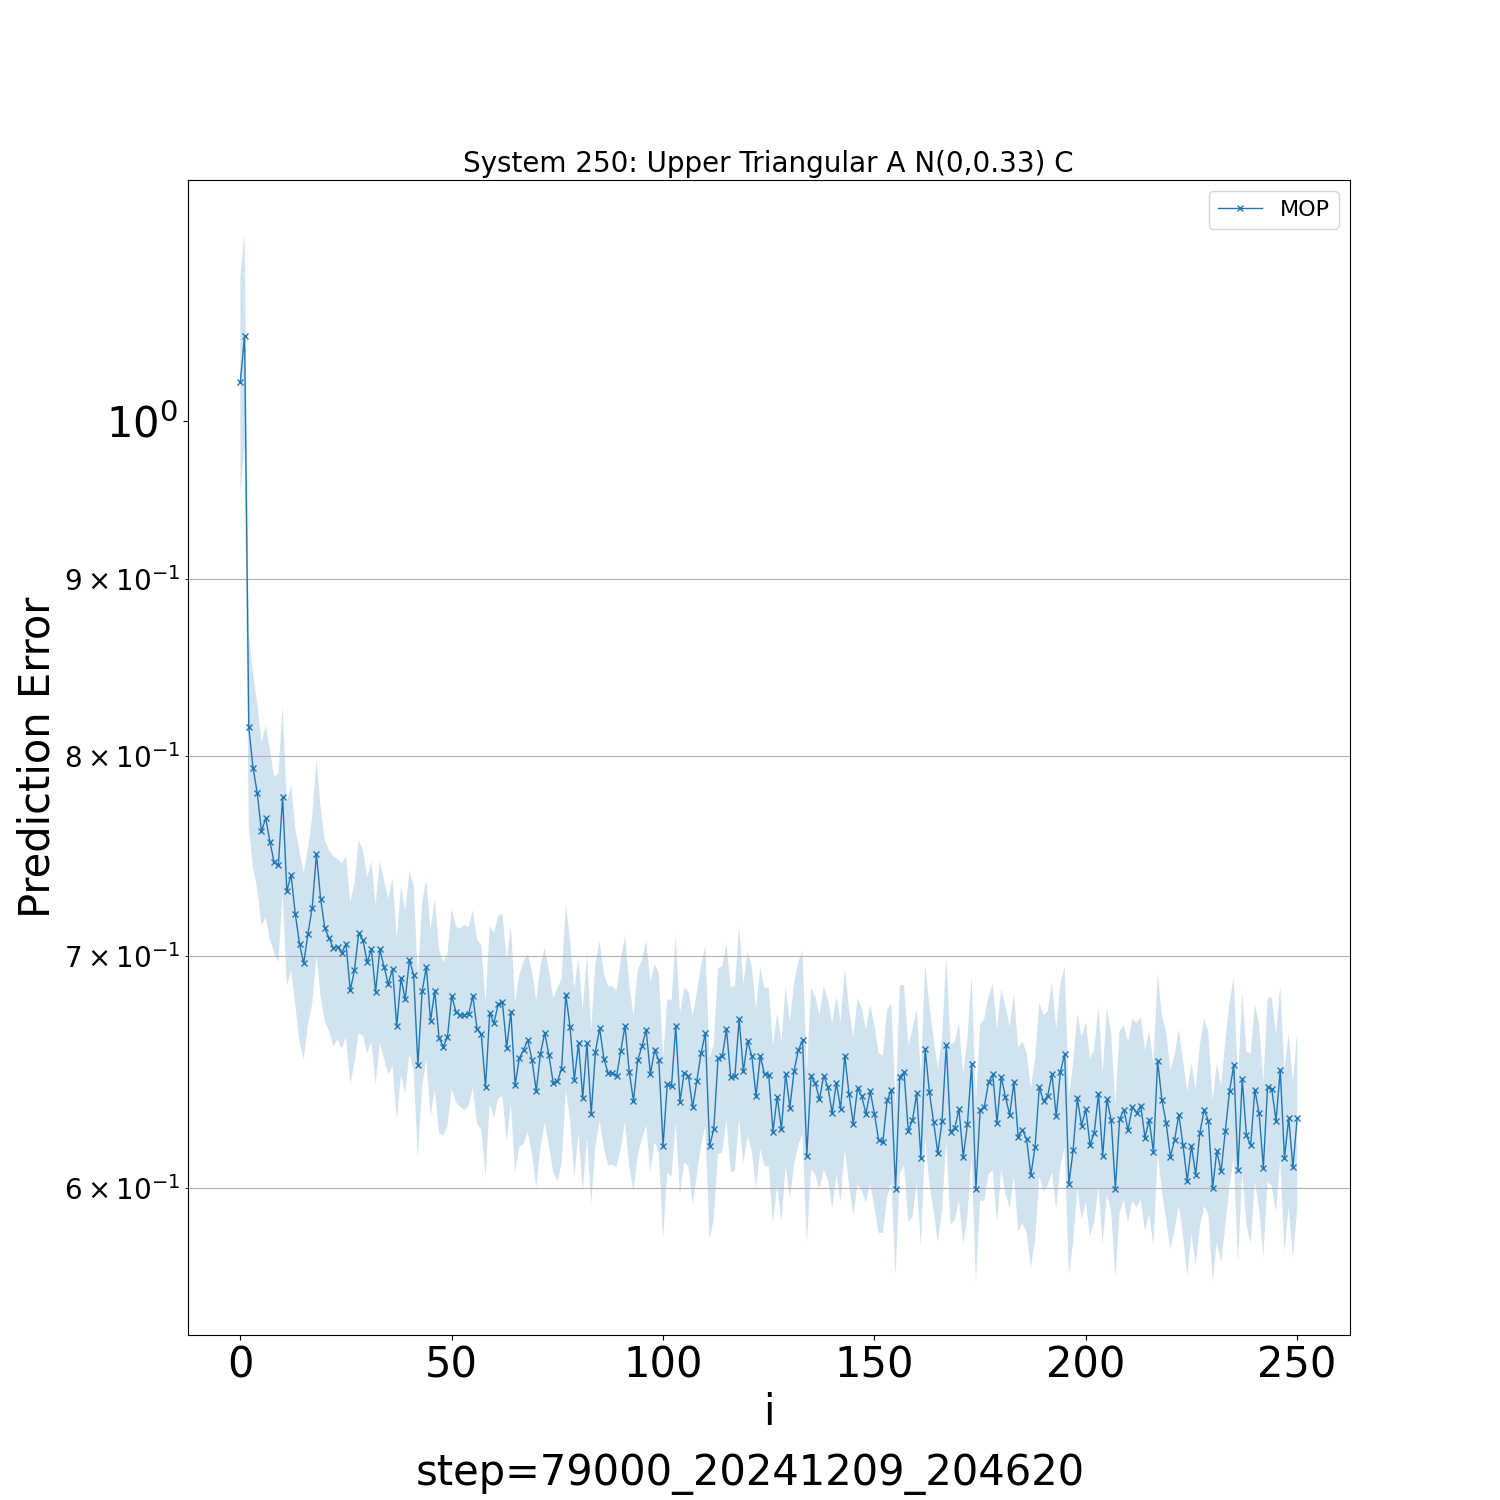 System 250: Upper Triangular A N(0,0.33) C
MOP
Prediction Error
10⁰
9 × 10⁻¹
8 × 10⁻¹
7 × 10⁻¹
6 × 10⁻¹
0 50 100 150 200 250
i
step=79000_20241209_204620